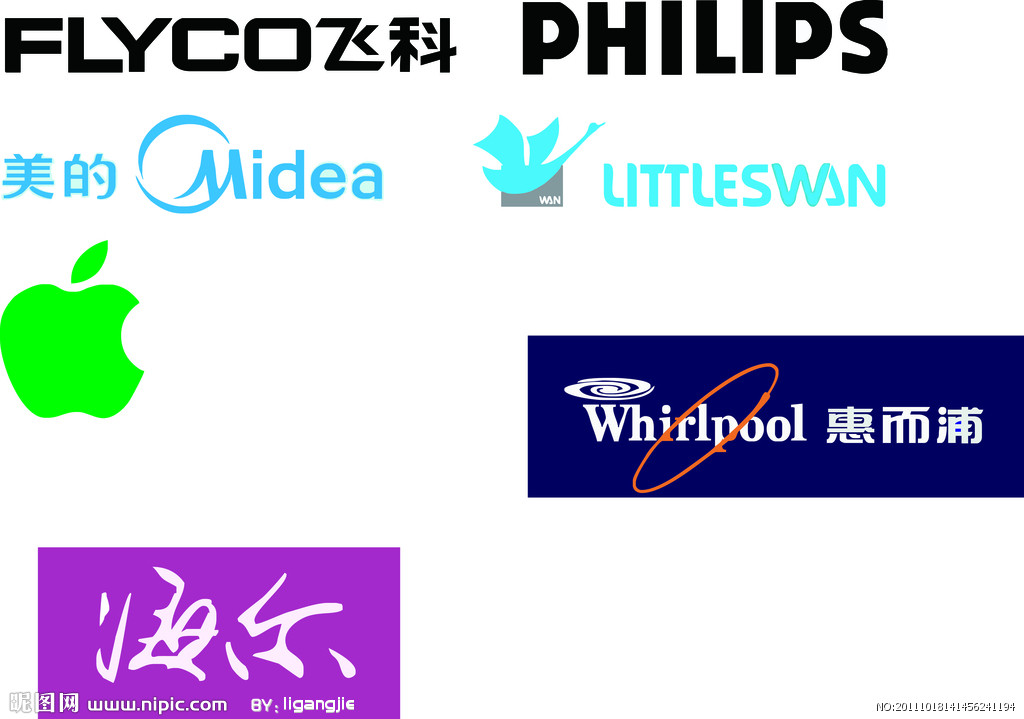 FLYCO飞科
PHILIPS
美的 Midea
WAN
LITTLESWAN
Whirlpool 惠而浦
海尔
昵图网 www.nipic.com BY: ligangjie
NO:20111018141456241194